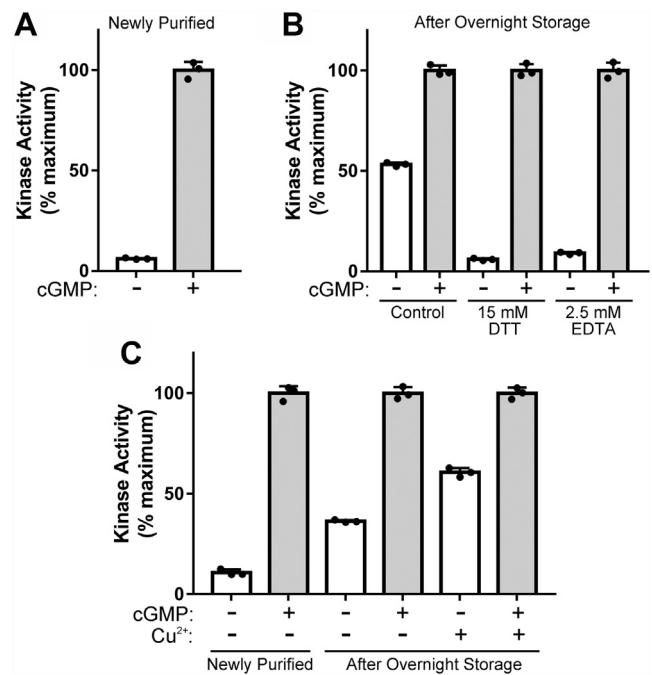 A
Newly Purified
Kinase Activity
(% maximum)
100
50
0
cGMP: - +
B
After Overnight Storage
Kinase Activity
(% maximum)
100
50
0
cGMP: - + - + - +
Control 15 mM 2.5 mM
DTT EDTA
C
Kinase Activity
(% maximum)
100
50
0
cGMP: - + - + - +
Cu²⁺: - - - - + +
Newly Purified After Overnight Storage